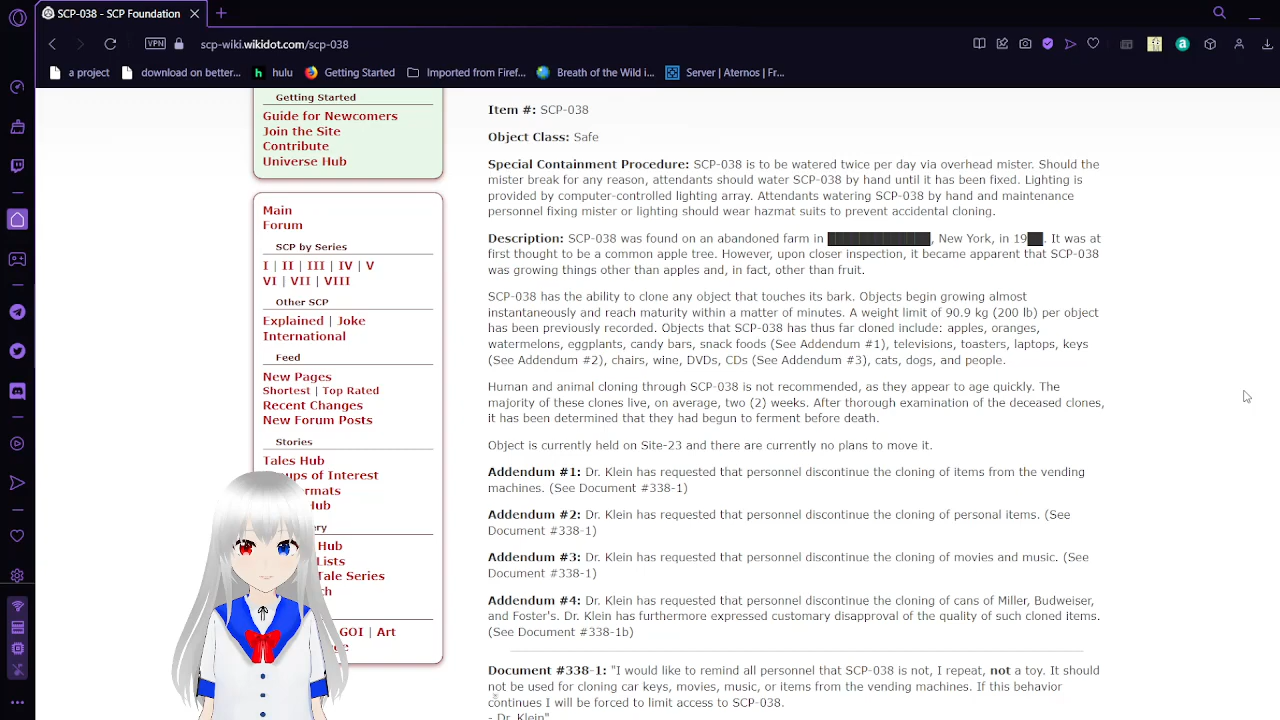 SCP-038 - SCP Foundation
VPN
scp-wiki.wikidot.com/scp-038
a
a project
download on better...
h
hulu
Getting Started
Imported from Firef...
Breath of the Wild i...
Server | Aternos | Fr...
Getting Started
Guide for Newcomers
Join the Site
Contribute
Universe Hub
Main
Forum
SCP by Series
I | II | III | IV | V
VI | VII | VIII
Other SCP
Explained | Joke
International
Feed
New Pages
Shortest | Top Rated
Recent Changes
New Forum Posts
Stories
Tales Hub
ups of Interest
ormats
Hub
ry
Hub
Lists
Tale Series
GOI | Art
Item #: SCP-038
Object Class: Safe
Special Containment Procedure: SCP-038 is to be watered twice per day via overhead mister. Should the
mister break for any reason, attendants should water SCP-038 by hand until it has been fixed. Lighting is
provided by computer-controlled lighting array. Attendants watering SCP-038 by hand and maintenance
personnel fixing mister or lighting should wear hazmat suits to prevent accidental cloning.
Description: SCP-038 was found on an abandoned farm in █████████████, New York, in 19██. It was at
first thought to be a common apple tree. However, upon closer inspection, it became apparent that SCP-038
was growing things other than apples and, in fact, other than fruit.
SCP-038 has the ability to clone any object that touches its bark. Objects begin growing almost
instantaneously and reach maturity within a matter of minutes. A weight limit of 90.9 kg (200 lb) per object
has been previously recorded. Objects that SCP-038 has thus far cloned include: apples, oranges,
watermelons, eggplants, candy bars, snack foods (See Addendum #1), televisions, toasters, laptops, keys
(See Addendum #2), chairs, wine, DVDs, CDs (See Addendum #3), cats, dogs, and people.
Human and animal cloning through SCP-038 is not recommended, as they appear to age quickly. The
majority of these clones live, on average, two (2) weeks. After thorough examination of the deceased clones,
it has been determined that they had begun to ferment before death.
Object is currently held on Site-23 and there are currently no plans to move it.
Addendum #1: Dr. Klein has requested that personnel discontinue the cloning of items from the vending
machines. (See Document #338-1)
Addendum #2: Dr. Klein has requested that personnel discontinue the cloning of personal items. (See
Document #338-1)
Addendum #3: Dr. Klein has requested that personnel discontinue the cloning of movies and music. (See
Document #338-1)
Addendum #4: Dr. Klein has requested that personnel discontinue the cloning of cans of Miller, Budweiser,
and Foster's. Dr. Klein has furthermore expressed customary disapproval of the quality of such cloned items.
(See Document #338-1b)
Document #338-1: "I would like to remind all personnel that SCP-038 is not, I repeat, not a toy. It should
not be used for cloning car keys, movies, music, or items from the vending machines. If this behavior
continues I will be forced to limit access to SCP-038.
- Dr. Klein"